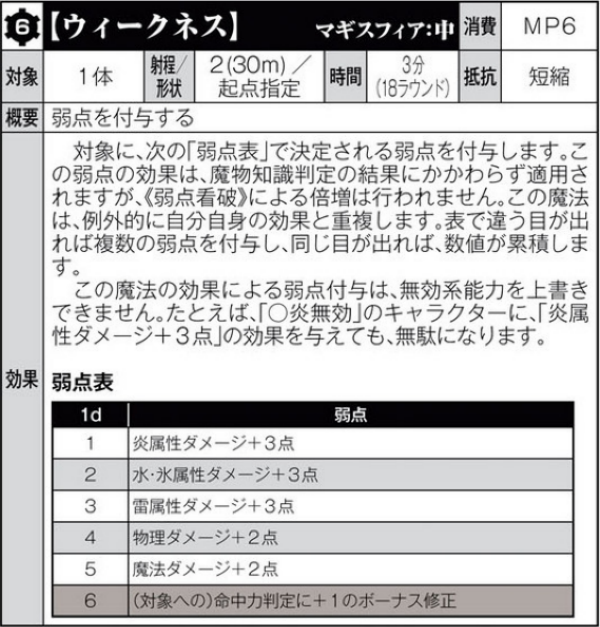 6 【ウィークネス】 マギスフィア:中 消費 MP6
対象 1体 射程/形状 2(30m)/起点指定 時間 3分(18ラウンド) 抵抗 短縮
概要 弱点を付与する
効果
対象に、次の「弱点表」で決定される弱点を付与します。こ
の弱点の効果は、魔物知識判定の結果にかかわらず適用さ
れますが、《弱点看破》による倍増は行われません。この魔法
は、例外的に自分自身の効果と重複します。表で違う目が出
れば複数の弱点を付与し、同じ目が出れば、数値が累積しま
す。
この魔法の効果による弱点付与は、無効系能力を上書き
できません。たとえば、「○炎無効」のキャラクターに、「炎属
性ダメージ+3点」の効果を与えても、無駄になります。
弱点表
1d 弱点
1 炎属性ダメージ+3点
2 水・氷属性ダメージ+3点
3 雷属性ダメージ+3点
4 物理ダメージ+2点
5 魔法ダメージ+2点
6 (対象への)命中力判定に+1のボーナス修正